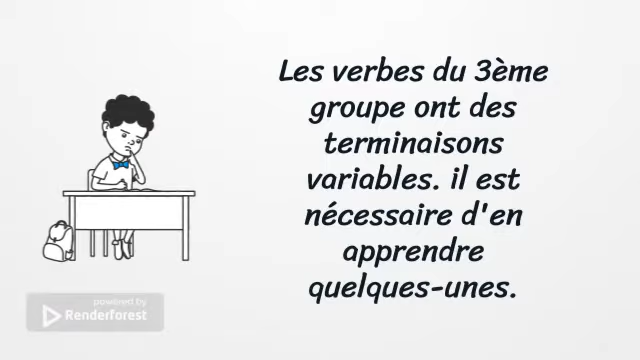 Les verbes du 3ème
groupe ont des
terminaisons
variables. il est
nécessaire d'en
apprendre
quelques-unes.
powered by
Renderforest